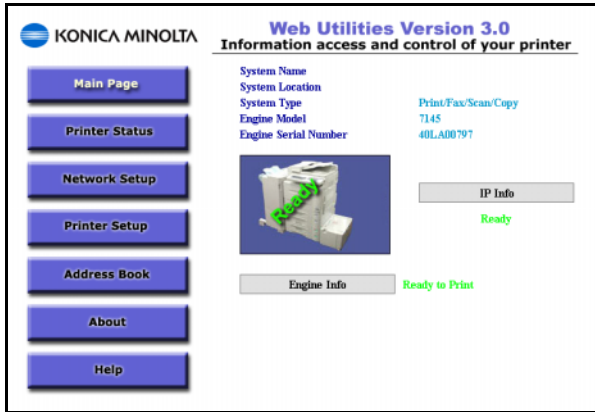 KONICA MINOLTA
Web Utilities Version 3.0
Information access and control of your printer
Main Page
Printer Status
Network Setup
Printer Setup
Address Book
About
Help
System Name
System Location
System Type Print/Fax/Scan/Copy
Engine Model 7145
Engine Serial Number 40LA00797
Ready
IP Info
Ready
Engine Info Ready to Print